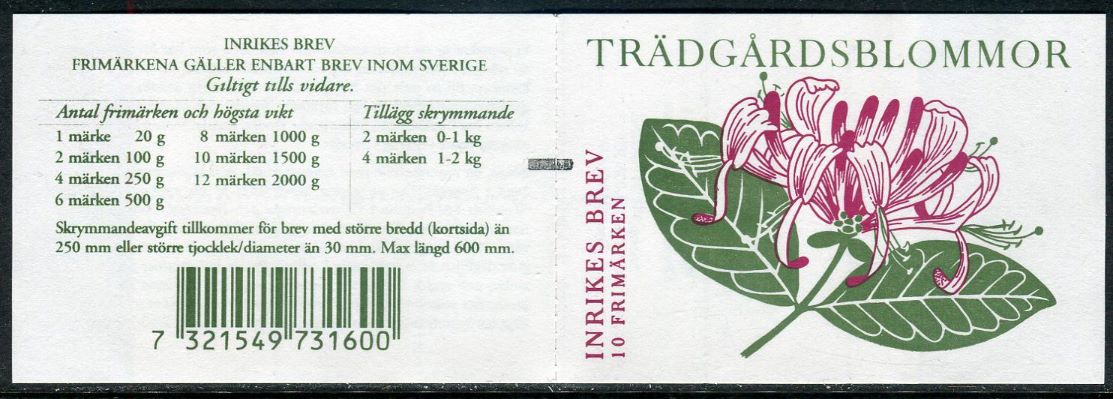 INRIKES BREV
FRIMÄRKENA GÄLLER ENBART BREV INOM SVERIGE
Giltigt tills vidare.
Antal frimärken och högsta vikt
1 märke 20 g 8 märken 1000 g
2 märken 100 g 10 märken 1500 g
4 märken 250 g 12 märken 2000 g
6 märken 500 g
Tillägg skrymmande
2 märken 0-1 kg
4 märken 1-2 kg
Skrymmandeavgift tillkommer för brev med större bredd (kortsida) än
250 mm eller större tjocklek/diameter än 30 mm. Max längd 600 mm.
7 321549 731600
TRÄDGÅRDSBLOMMOR
INRIKES BREV
10 FRIMÄRKEN